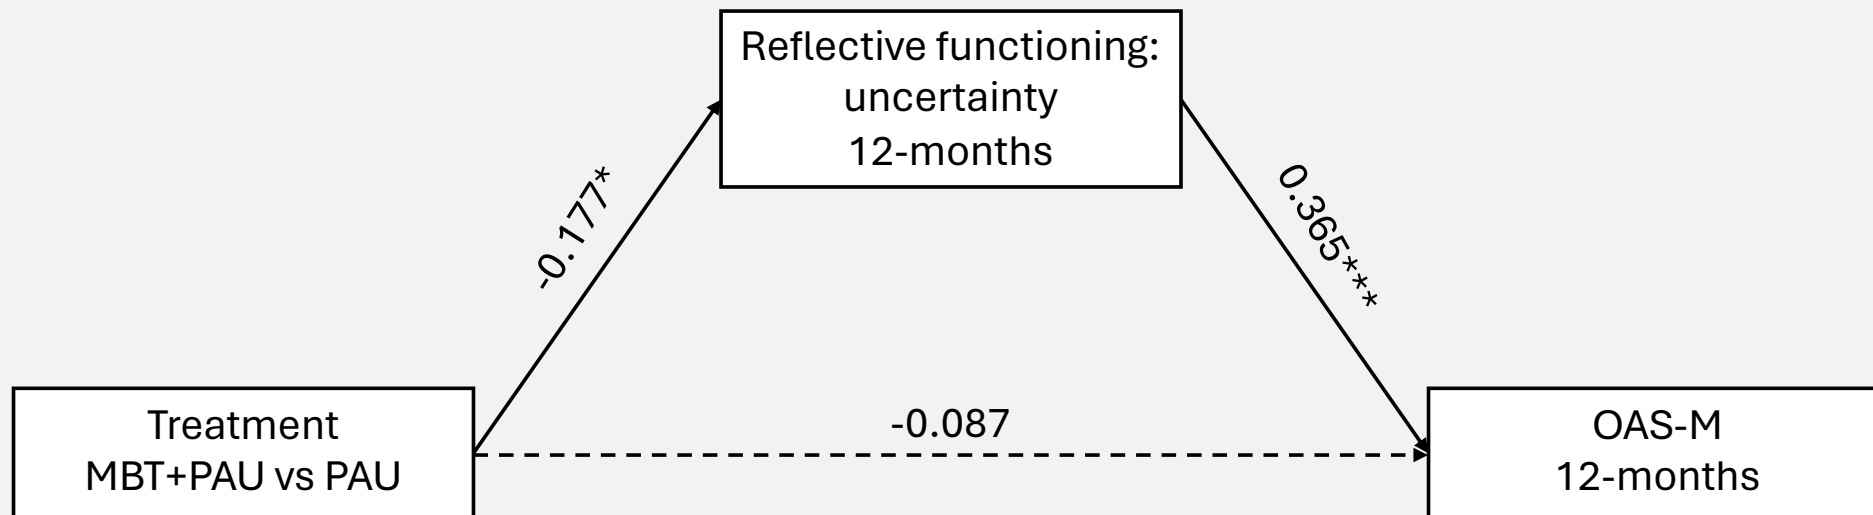 Reflective functioning:
uncertainty
12-months
-0.177*
0.365***
Treatment
MBT+PAU vs PAU
-0.087
OAS-M
12-months